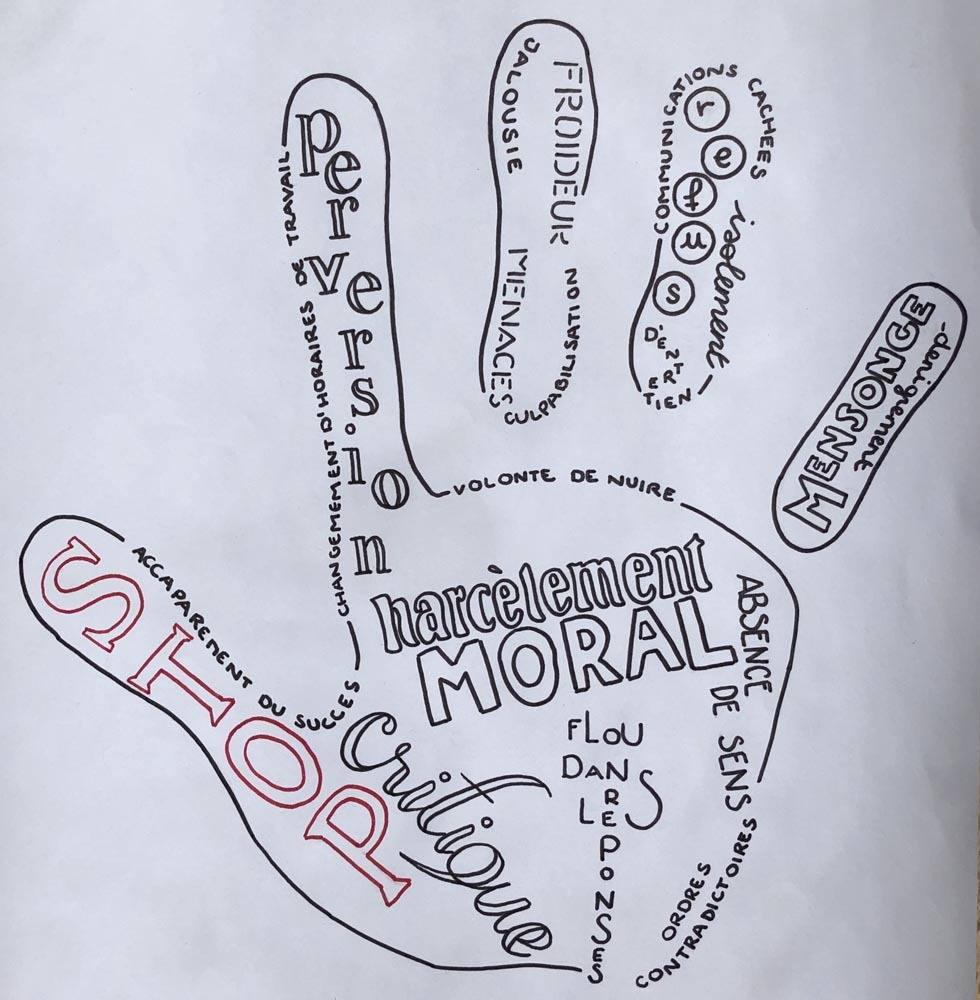 perversion
CHANGEMENT D'HORAIRES DE TRAVAIL
JALOUSIE
FROIDEUR
MENACES
CULPABILISATION
COMMUNICATIONS CACHEES
refus
D'ENTRETIEN
isolement
MENSONGE
-denigrement
VOLONTE DE NUIRE
ACCAPAREMENT DU SUCCES
STOP
harcèlement
MORAL
critique
FLOU
DANS
LES
REPONSES
ABSENCE DE SENS
ORDRES
CONTRADICTOIRES